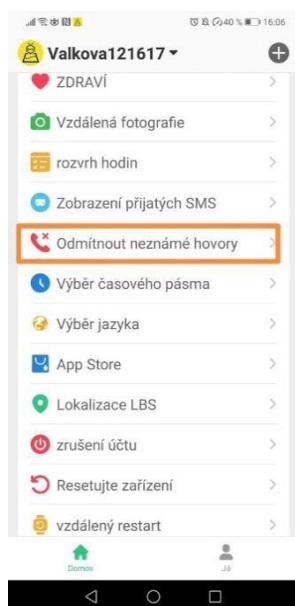 40 % 16:06
Valkova121617
ZDRAVÍ
Vzdálená fotografie
rozvrh hodin
Zobrazení přijatých SMS
Odmítnout neznámé hovory
Výběr časového pásma
Výběr jazyka
App Store
Lokalizace LBS
zrušení účtu
Resetujte zařízení
vzdálený restart
Domov Já